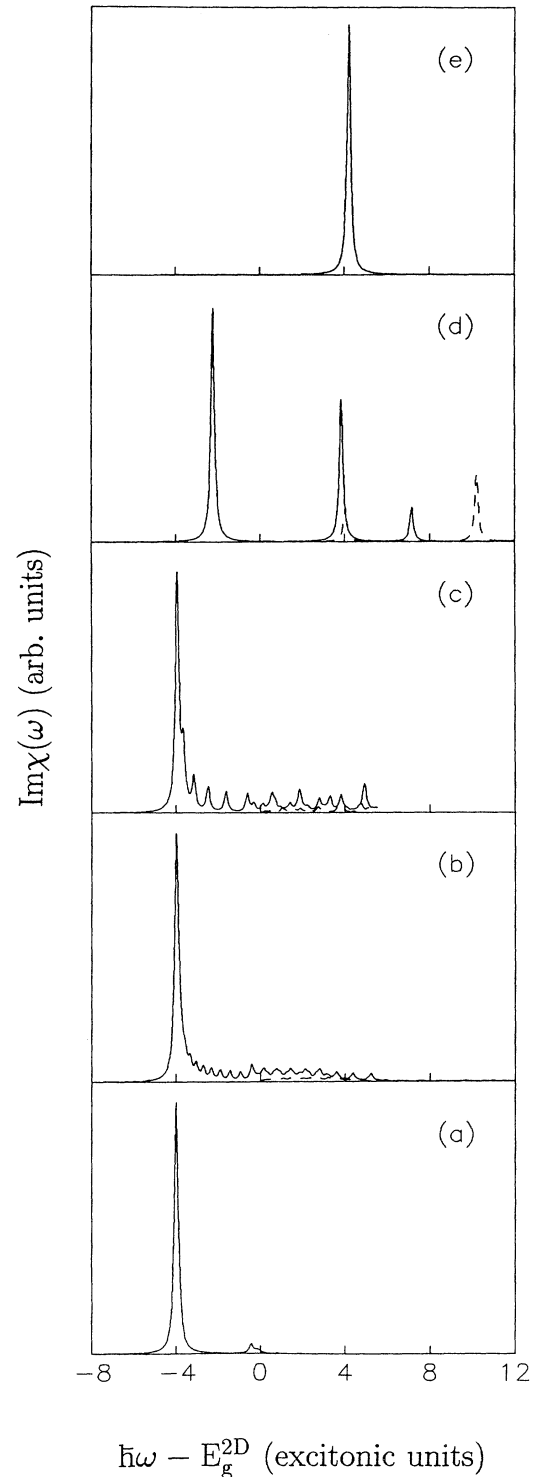 (e)
(d)
(c)
(b)
(a)
Imχ(ω) (arb. units)
−8 −4 0 4 8 12
ħω − E_g^{2D} (excitonic units)